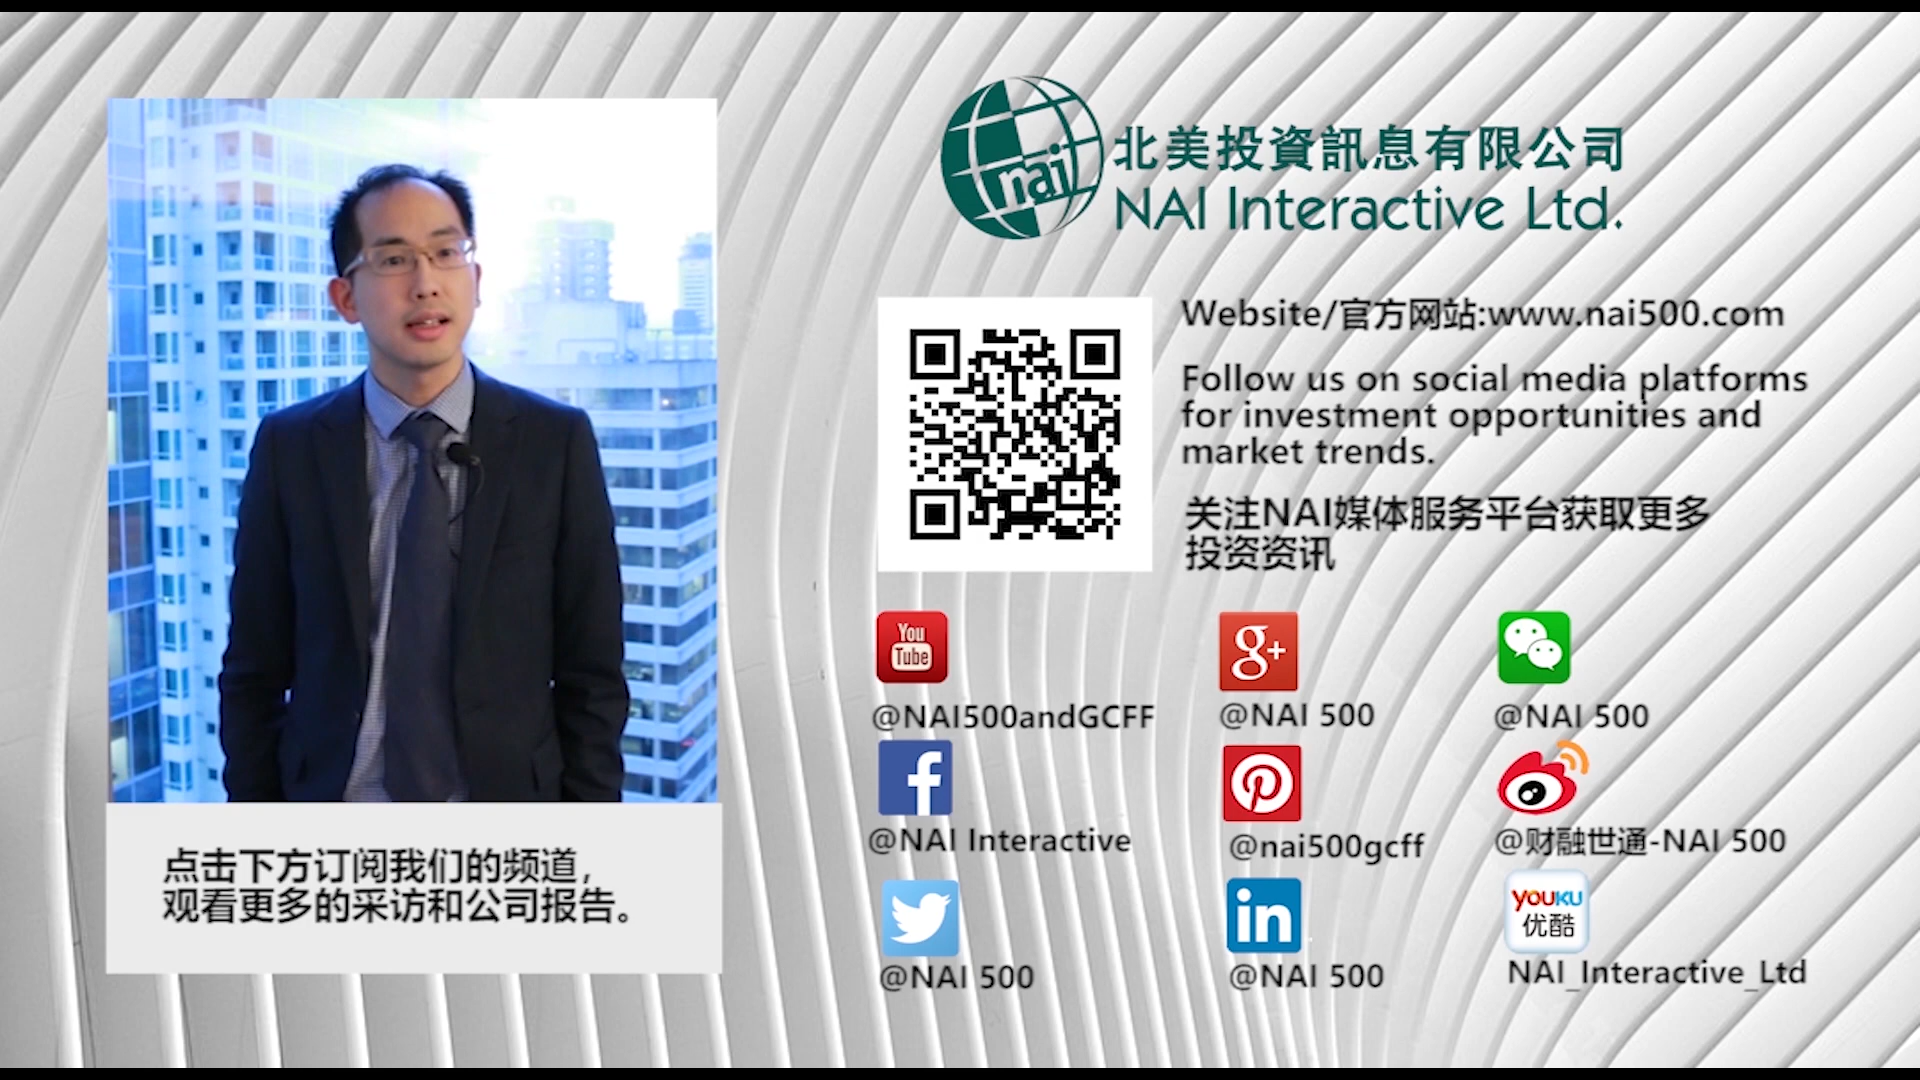 nai
北美投資訊息有限公司
NAI Interactive Ltd.
Website/官方网站:www.nai500.com
Follow us on social media platforms
for investment opportunities and
market trends.
关注NAI媒体服务平台获取更多
投资资讯
You
Tube
g+
@NAI500andGCFF
@NAI 500
@NAI 500
f
@NAI Interactive
@nai500gcff
@财融世通-NAI 500
in
YOUKU
优酷
@NAI 500
@NAI 500
NAI_Interactive_Ltd
点击下方订阅我们的频道，
观看更多的采访和公司报告。